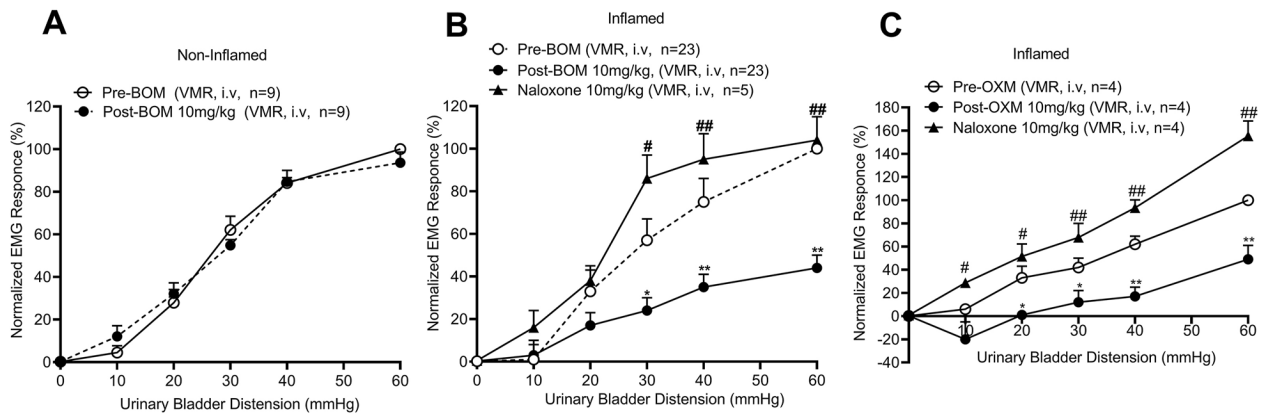 A
Non-Inflamed
Pre-BOM (VMR, i.v, n=9)
Post-BOM 10mg/kg (VMR, i.v, n=9)
Normalized EMG Responce (%)
120
100
80
60
40
20
0
0 10 20 30 40 50 60
Urinary Bladder Distension (mmHg)
B
Inflamed
Pre-BOM (VMR, i.v, n=23)
Post-BOM 10mg/kg, (VMR, i.v, n=23)
Naloxone 10mg/kg (VMR, i.v, n=5)
Normalized EMG Responce (%)
120
100
80
60
40
20
0
# ## ##
* ** **
0 10 20 30 40 50 60
Urinary Bladder Distension (mmHg)
C
Inflamed
Pre-OXM (VMR, i.v, n=4)
Post-OXM 10mg/kg (VMR, i.v, n=4)
Naloxone 10mg/kg (VMR, i.v, n=4)
Normalized EMG Responce (%)
180
160
140
120
100
80
60
40
20
0
-20
-40
# # ## ## ##
* * ** **
10 20 30 40 50 60
Urinary Bladder Distension (mmHg)